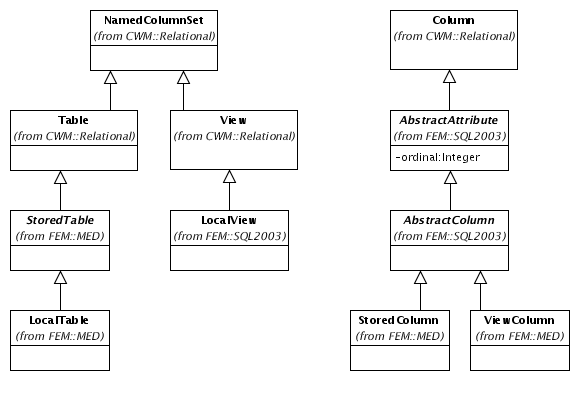 NamedColumnSet
(from CWM::Relational)
Column
(from CWM::Relational)
Table
(from CWM::Relational)
View
(from CWM::Relational)
AbstractAttribute
(from FEM::SQL2003)
-ordinal:Integer
StoredTable
(from FEM::MED)
LocalView
(from FEM::SQL2003)
AbstractColumn
(from FEM::SQL2003)
LocalTable
(from FEM::MED)
StoredColumn
(from FEM::MED)
ViewColumn
(from FEM::MED)